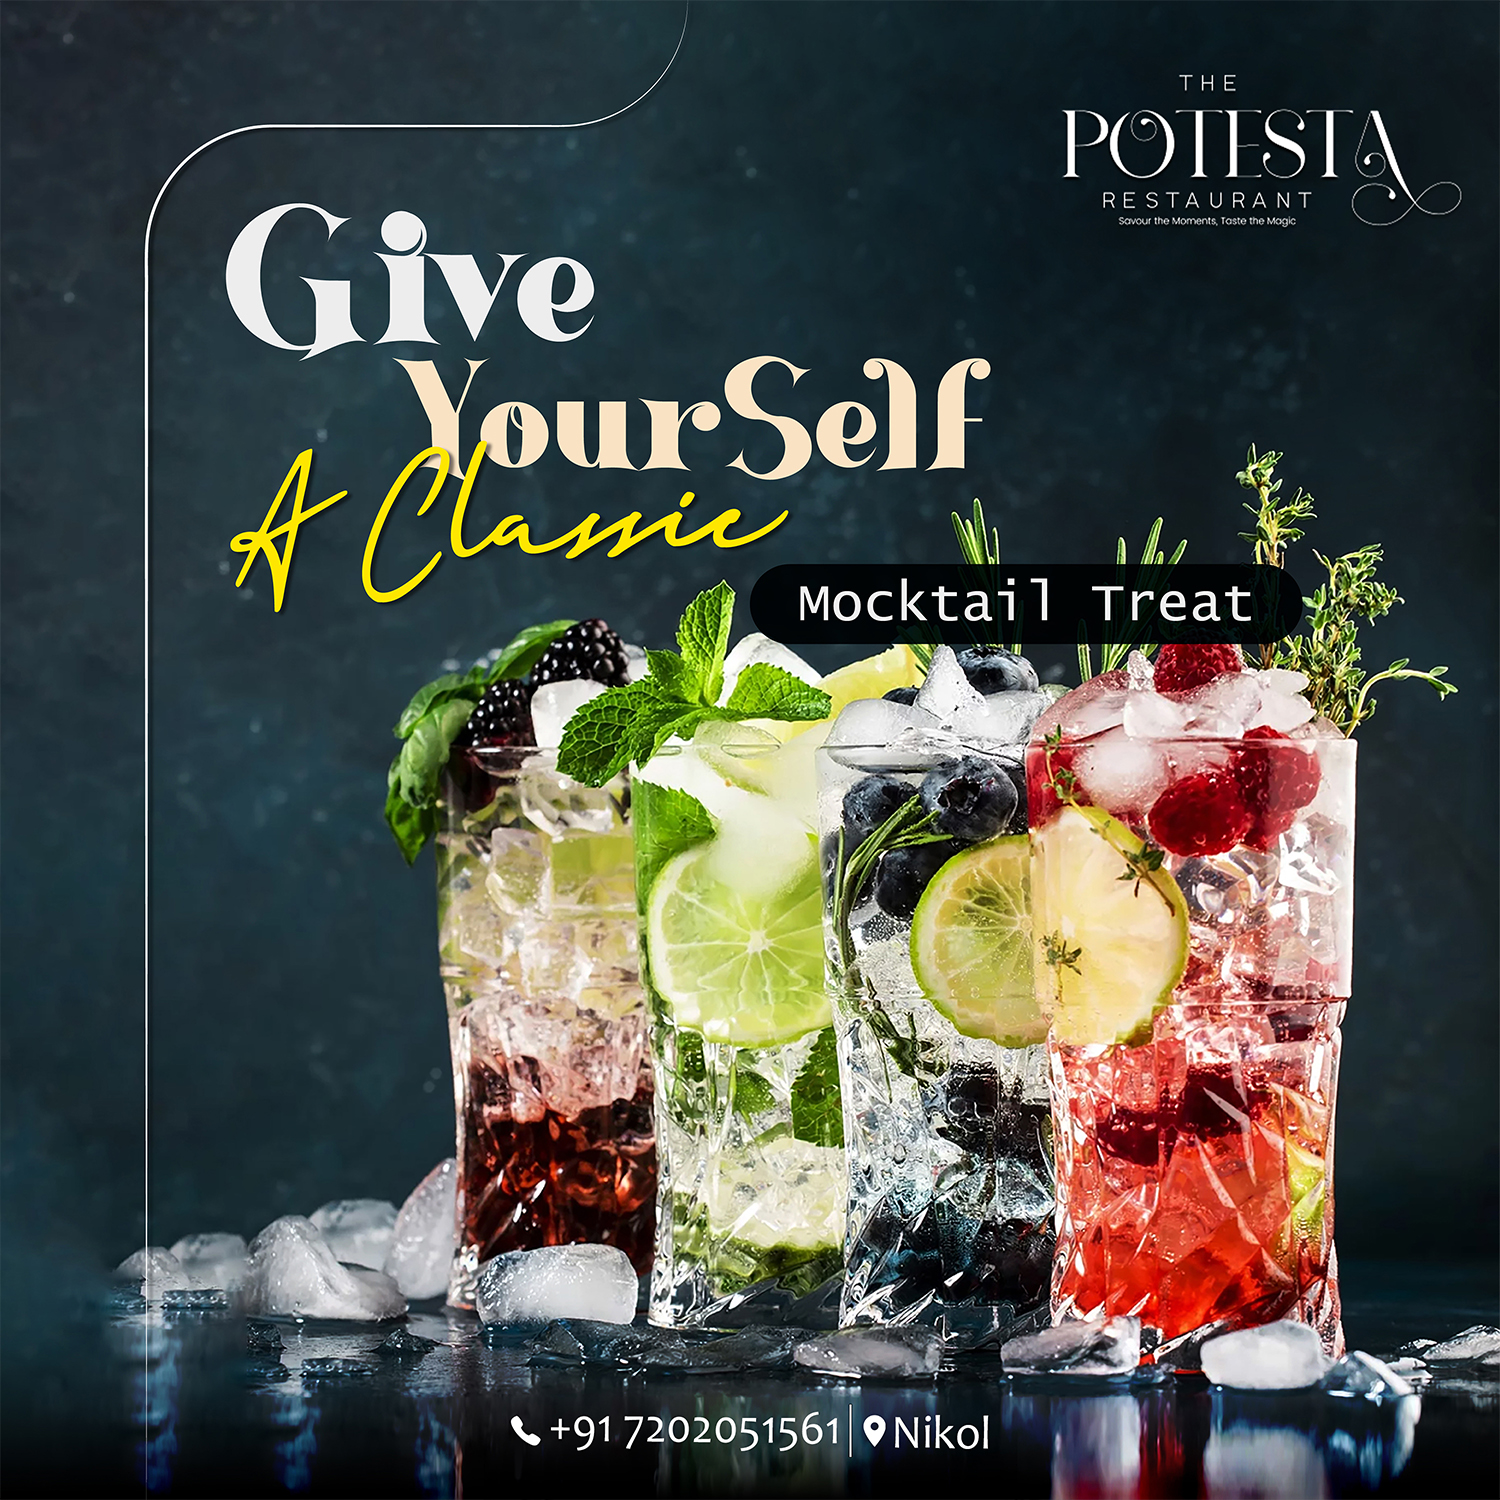 THE
POTESTA
RESTAURANT
Savour the Moments, Taste the Magic
Give
YourSelf
A Classic
Mocktail Treat
+91 7202051561 | Nikol